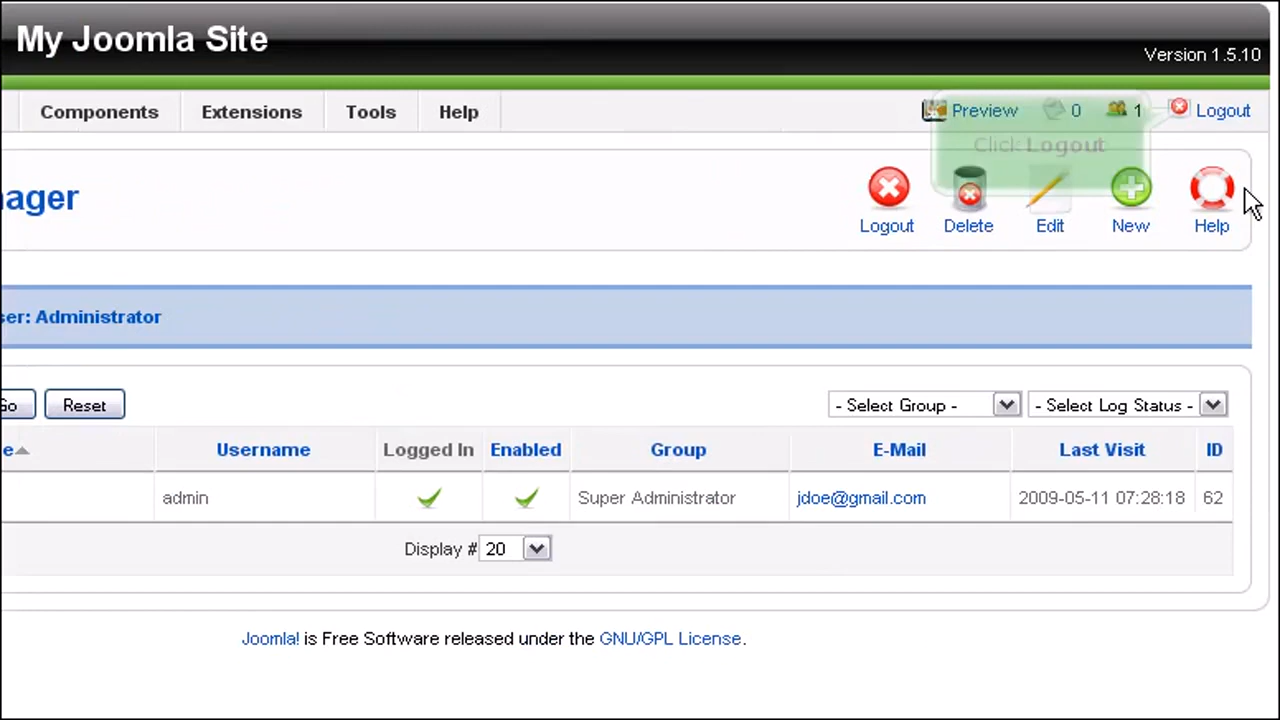 My Joomla Site
Version 1.5.10
Components Extensions Tools Help Preview 0 1 Logout
Click Logout
nager
Logout Delete Edit New Help
ser: Administrator
Go Reset - Select Group - - Select Log Status -
e Username Logged In Enabled Group E-Mail Last Visit ID
admin Super Administrator jdoe@gmail.com 2009-05-11 07:28:18 62
Display # 20
Joomla! is Free Software released under the GNU/GPL License.